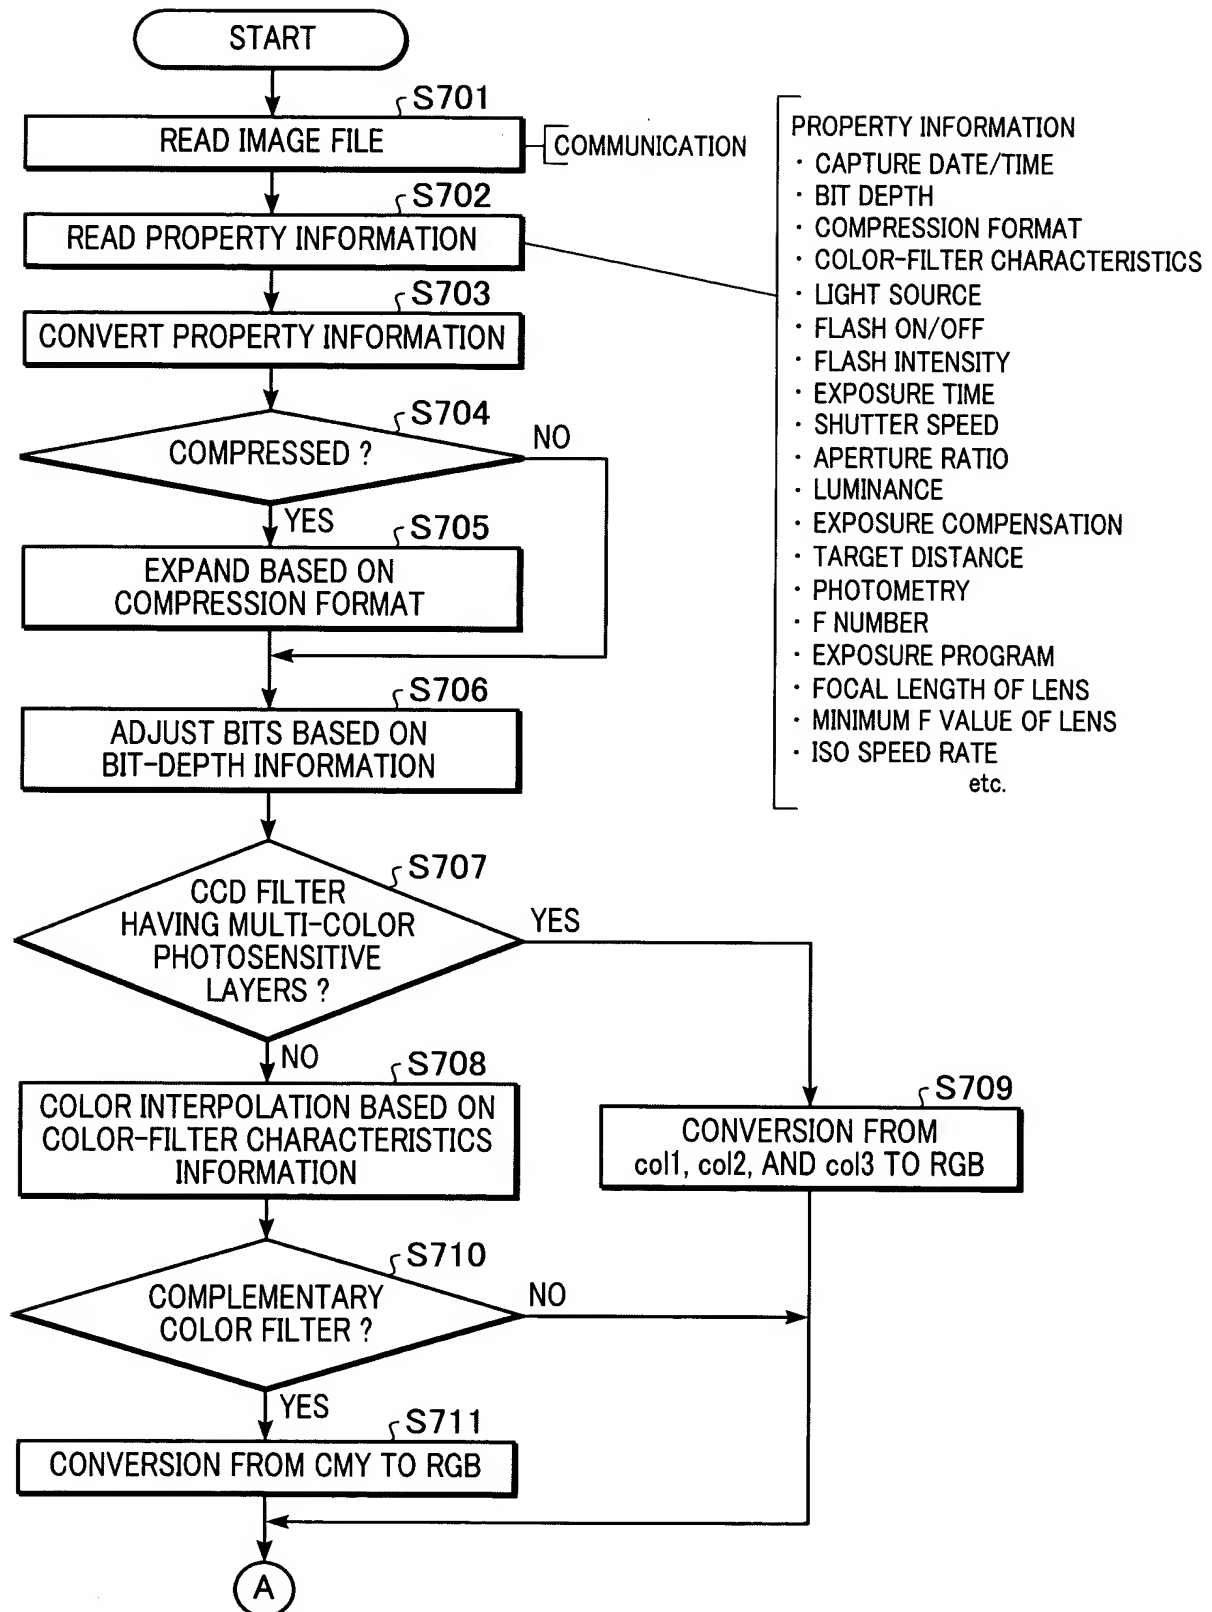 START
S701
READ IMAGE FILE
COMMUNICATION
S702
READ PROPERTY INFORMATION
S703
CONVERT PROPERTY INFORMATION
S704
COMPRESSED ?
NO
YES
S705
EXPAND BASED ON
COMPRESSION FORMAT
S706
ADJUST BITS BASED ON
BIT-DEPTH INFORMATION
S707
CCD FILTER
HAVING MULTI-COLOR
PHOTOSENSITIVE
LAYERS ?
YES
NO
S708
COLOR INTERPOLATION BASED ON
COLOR-FILTER CHARACTERISTICS
INFORMATION
S709
CONVERSION FROM
col1, col2, AND col3 TO RGB
S710
COMPLEMENTARY
COLOR FILTER ?
NO
YES
S711
CONVERSION FROM CMY TO RGB
A
PROPERTY INFORMATION
· CAPTURE DATE/TIME
· BIT DEPTH
· COMPRESSION FORMAT
· COLOR-FILTER CHARACTERISTICS
· LIGHT SOURCE
· FLASH ON/OFF
· FLASH INTENSITY
· EXPOSURE TIME
· SHUTTER SPEED
· APERTURE RATIO
· LUMINANCE
· EXPOSURE COMPENSATION
· TARGET DISTANCE
· PHOTOMETRY
· F NUMBER
· EXPOSURE PROGRAM
· FOCAL LENGTH OF LENS
· MINIMUM F VALUE OF LENS
· ISO SPEED RATE
etc.